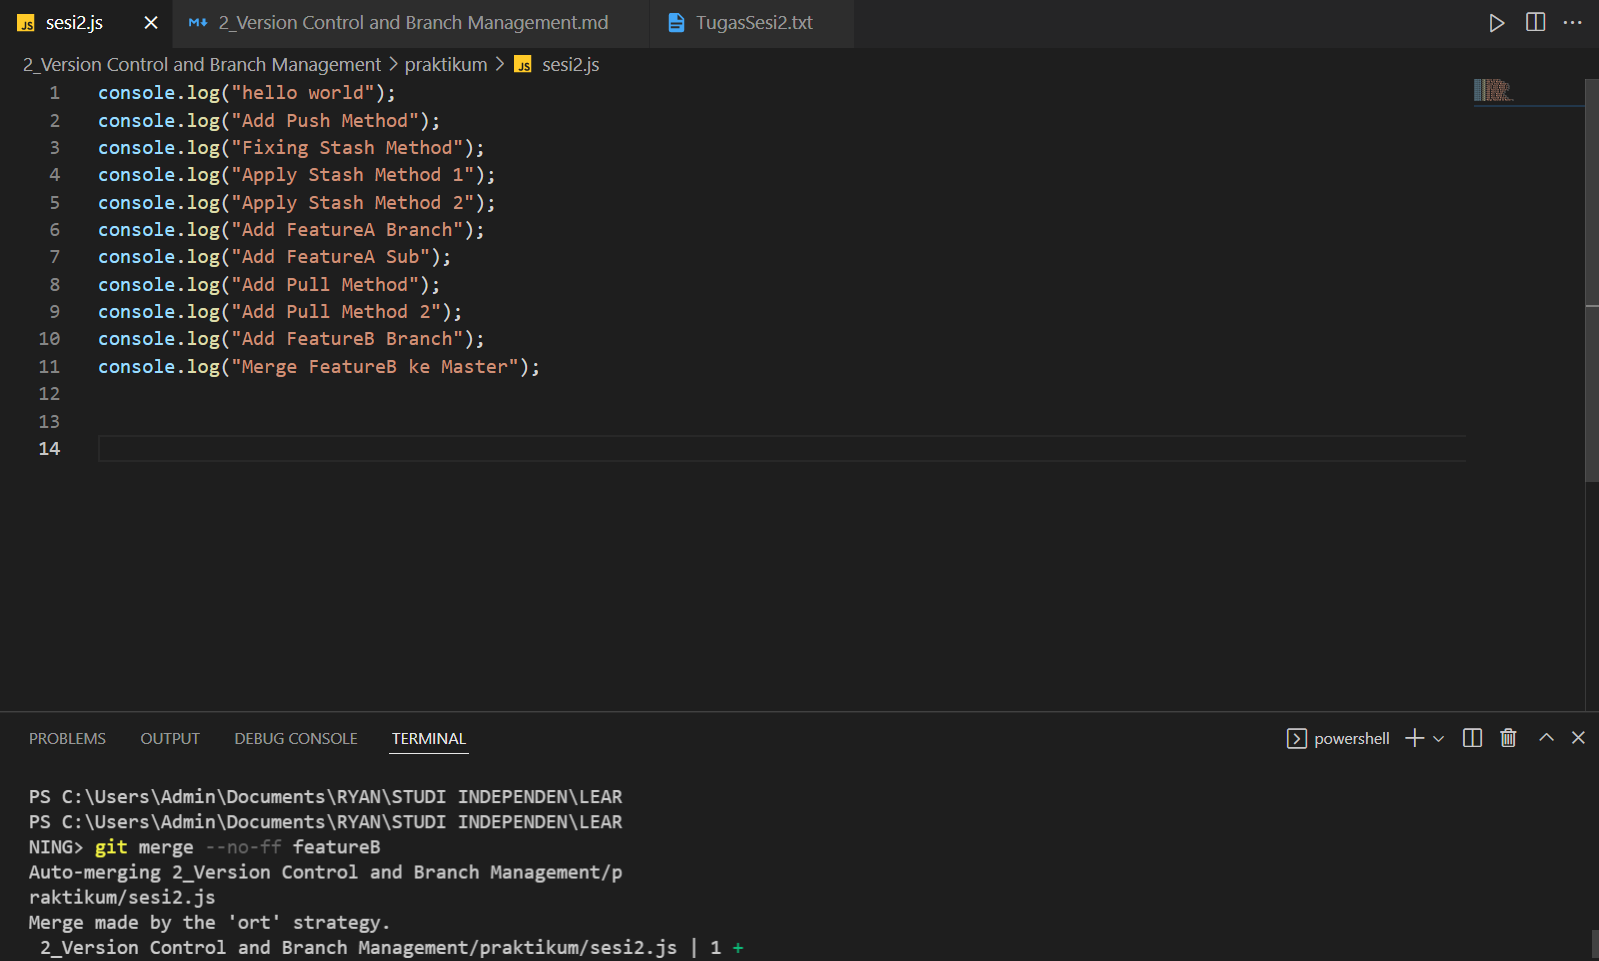 JS sesi2.js
2_Version Control and Branch Management.md
TugasSesi2.txt
2_Version Control and Branch Management > praktikum > JS sesi2.js
1 console.log("hello world");
2 console.log("Add Push Method");
3 console.log("Fixing Stash Method");
4 console.log("Apply Stash Method 1");
5 console.log("Apply Stash Method 2");
6 console.log("Add FeatureA Branch");
7 console.log("Add FeatureA Sub");
8 console.log("Add Pull Method");
9 console.log("Add Pull Method 2");
10 console.log("Add FeatureB Branch");
11 console.log("Merge FeatureB ke Master");
12
13
14
PROBLEMS OUTPUT DEBUG CONSOLE TERMINAL powershell
PS C:\Users\Admin\Documents\RYAN\STUDI INDEPENDEN\LEAR
PS C:\Users\Admin\Documents\RYAN\STUDI INDEPENDEN\LEAR
NING> git merge --no-ff featureB
Auto-merging 2_Version Control and Branch Management/p
raktikum/sesi2.js
Merge made by the 'ort' strategy.
2_Version Control and Branch Management/praktikum/sesi2.js | 1 +